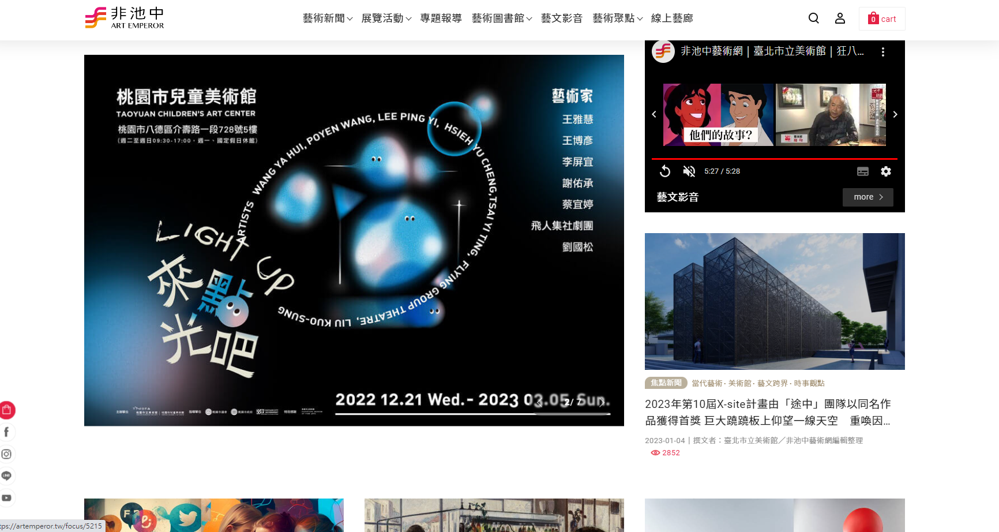 非池中
ART EMPEROR
藝術新聞
展覽活動
專題報導
藝術圖書館
藝文影音
藝術聚點
線上藝廊
0 cart
桃園市兒童美術館
TAOYUAN CHILDREN'S ART CENTER
桃園市八德區介壽路一段728號5樓
(週二至週日09:30-17:00，週一、國定假日休館)
ARTISTS WANG YA HUI, POYEN WANG, LEE PING YI, HSIEH YU CHENG, TSAI YI TING, FLYING GROUP THEATRE, LIU KUO-SUNG
藝術家
王雅慧
王博彥
李屏宜
謝佑承
蔡宜婷
飛人集社劇團
劉國松
LIGHT UP
來點光吧
2022 12.21 Wed.- 2023 03.05 Sun.
2/ 7
非池中藝術網｜臺北市立美術館｜狂八...
他們的故事?
5:27 / 5:28
藝文影音
more
焦點新聞
當代藝術· 美術館· 藝文跨界· 時事觀點
2023年第10屆X-site計畫由「途中」團隊以同名作
品獲得首獎 巨大蹺蹺板上仰望一線天空　重喚因...
2023-01-04｜撰文者：臺北市立美術館／非池中藝術網編輯整理
2852
tps://artemperor.tw/focus/5215